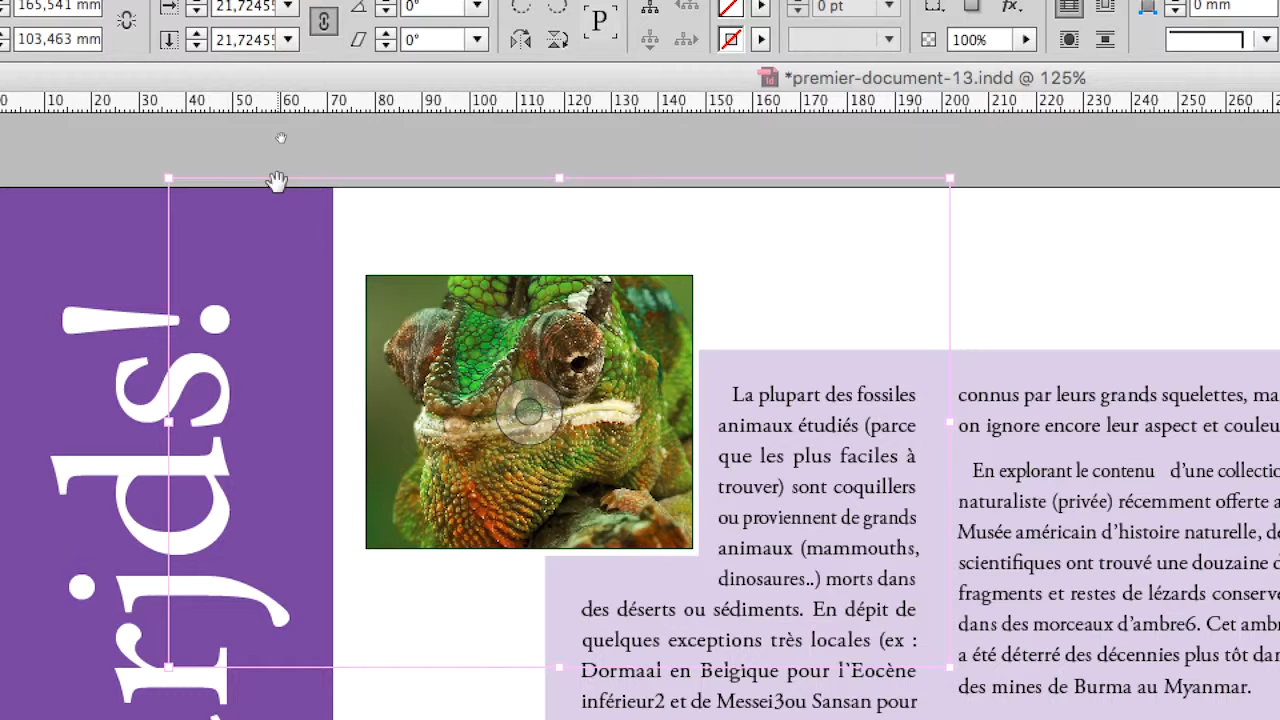 165,541 mm
21,7245
0°
0 pt
fx.
0 mm
103,463 mm
21,7245
0°
P
100%
*premier-document-13.indd @ 125%
0 10 20 30 40 50 60 70 80 90 100 110 120 130 140 150 160 170 180 190 200 210 220 230 240 250 260
rjds!
La plupart des fossiles
animaux étudiés (parce
que les plus faciles à
trouver) sont coquillers
ou proviennent de grands
animaux (mammouths,
dinosaures..) morts dans
des déserts ou sédiments. En dépit de
quelques exceptions très locales (ex :
Dormaal en Belgique pour l’Eocène
inférieur2 et de Messei3ou Sansan pour
connus par leurs grands squelettes, ma
on ignore encore leur aspect et couleu
En explorant le contenu d’une collectio
naturaliste (privée) récemment offerte a
Musée américain d’histoire naturelle, de
scientifiques ont trouvé une douzaine d
fragments et restes de lézards conserve
dans des morceaux d’ambre6. Cet ambr
a été déterré des décennies plus tôt dan
des mines de Burma au Myanmar.